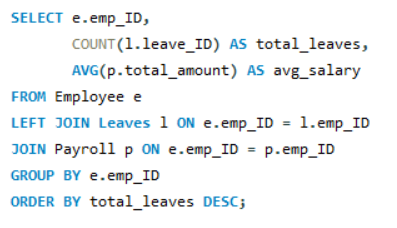 SELECT e.emp_ID,
COUNT(l.leave_ID) AS total_leaves,
AVG(p.total_amount) AS avg_salary
FROM Employee e
LEFT JOIN Leaves l ON e.emp_ID = l.emp_ID
JOIN Payroll p ON e.emp_ID = p.emp_ID
GROUP BY e.emp_ID
ORDER BY total_leaves DESC;